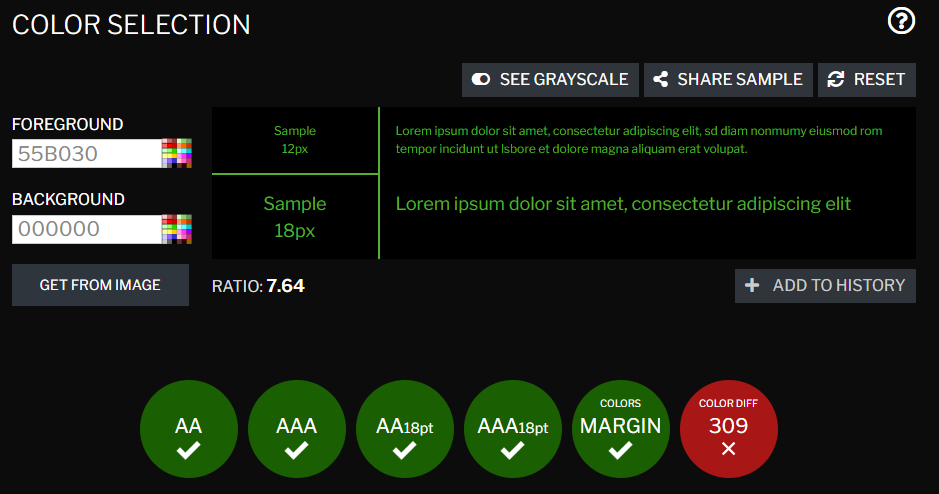 COLOR SELECTION
SEE GRAYSCALE
SHARE SAMPLE
RESET
FOREGROUND
55B030
BACKGROUND
000000
GET FROM IMAGE
Sample
12px
Lorem ipsum dolor sit amet, consectetur adipiscing elit, sd diam nonmumy eiusmod rom
tempor incidunt ut lsbore et dolore magna aliquam erat volupat.
Sample
18px
Lorem ipsum dolor sit amet, consectetur adipiscing elit
RATIO: 7.64
ADD TO HISTORY
AA
AAA
AA18pt
AAA18pt
COLORS
MARGIN
COLOR DIFF
309